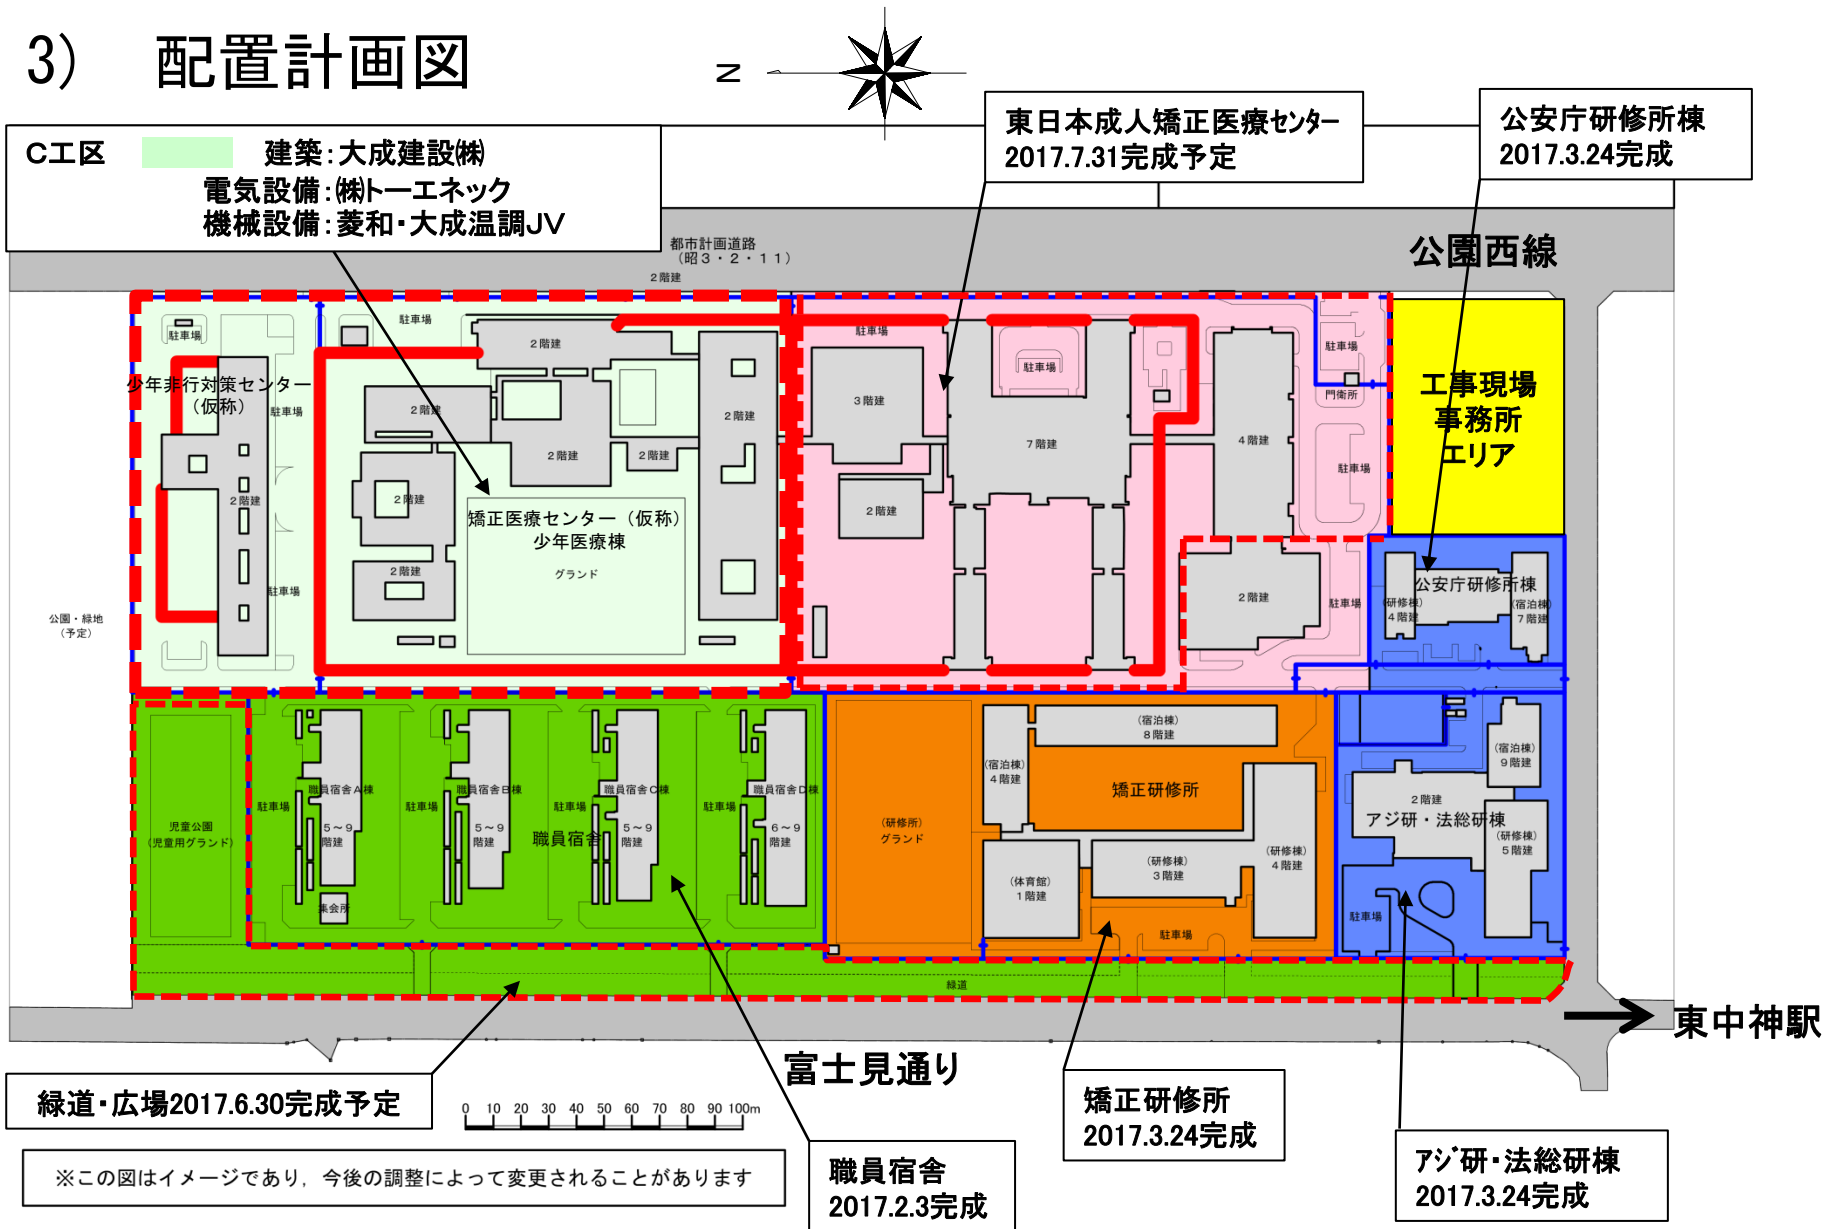 3)　配置計画図
N
C工区　建築：大成建設㈱
電気設備：㈱トーエネック
機械設備：菱和・大成温調JV
東日本成人矯正医療センター
2017.7.31完成予定
公安庁研修所棟
2017.3.24完成
都市計画道路
（昭３・２・１１）
２階建
公園西線
駐車場
少年非行対策センター
（仮称）
駐車場
２階建
駐車場
駐車場
２階建
２階建
２階建
２階建
２階建
２階建
２階建
矯正医療センター（仮称）
少年医療棟
グランド
公園・緑地
（予定）
駐車場
３階建
駐車場
７階建
２階建
４階建
駐車場
門衛所
駐車場
２階建
駐車場
工事現場
事務所
エリア
公安庁研修所棟
（研修棟）
４階建
（宿泊棟）
７階建
児童公園
（児童用グランド）
駐車場
職員宿舎Ａ棟
５～９
階建
集会所
駐車場
職員宿舎Ｂ棟
５～９
階建
職員宿舎
駐車場
職員宿舎Ｃ棟
５～９
階建
駐車場
職員宿舎Ｄ棟
６～９
階建
（研修所）
グランド
（宿泊棟）
４階建
（宿泊棟）
８階建
矯正研修所
（体育館）
１階建
（研修棟）
３階建
（研修棟）
４階建
駐車場
２階建
アジ研・法総研棟
（宿泊棟）
９階建
（研修棟）
５階建
駐車場
緑道
東中神駅
富士見通り
緑道・広場2017.6.30完成予定
0 10 20 30 40 50 60 70 80 90 100m
※この図はイメージであり，今後の調整によって変更されることがあります
職員宿舎
2017.2.3完成
矯正研修所
2017.3.24完成
アジ研・法総研棟
2017.3.24完成